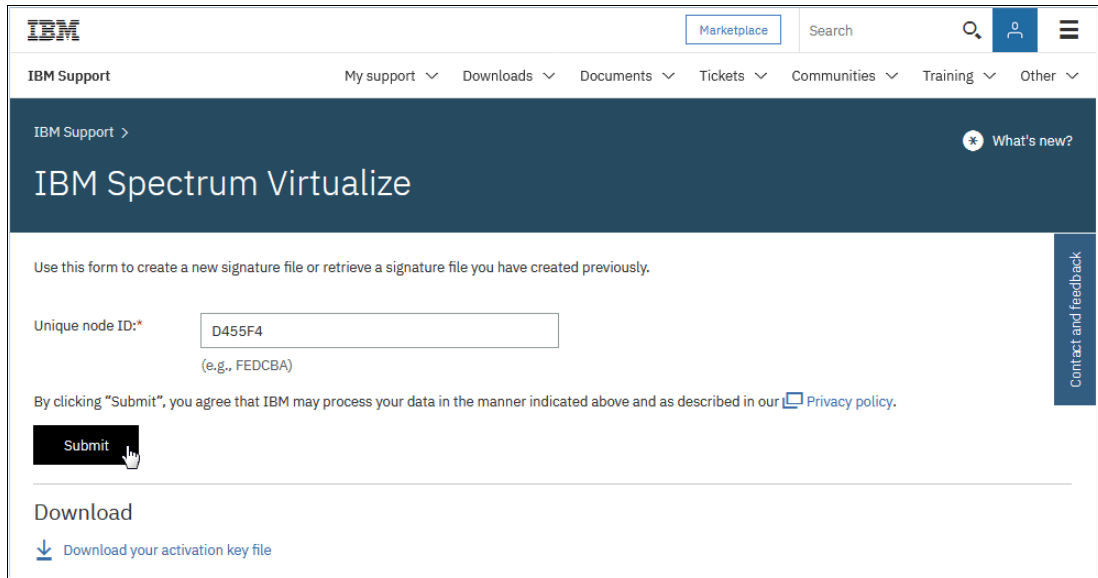 IBM
Marketplace
Search
IBM Support
My support
Downloads
Documents
Tickets
Communities
Training
Other
IBM Support >
What's new?
IBM Spectrum Virtualize
Use this form to create a new signature file or retrieve a signature file you have created previously.
Unique node ID:*
D455F4
(e.g., FEDCBA)
By clicking “Submit”, you agree that IBM may process your data in the manner indicated above and as described in our Privacy policy.
Submit
Contact and feedback
Download
Download your activation key file